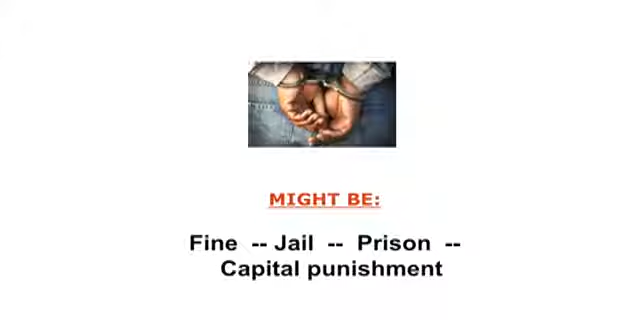 MIGHT BE:
Fine -- Jail -- Prison --
Capital punishment